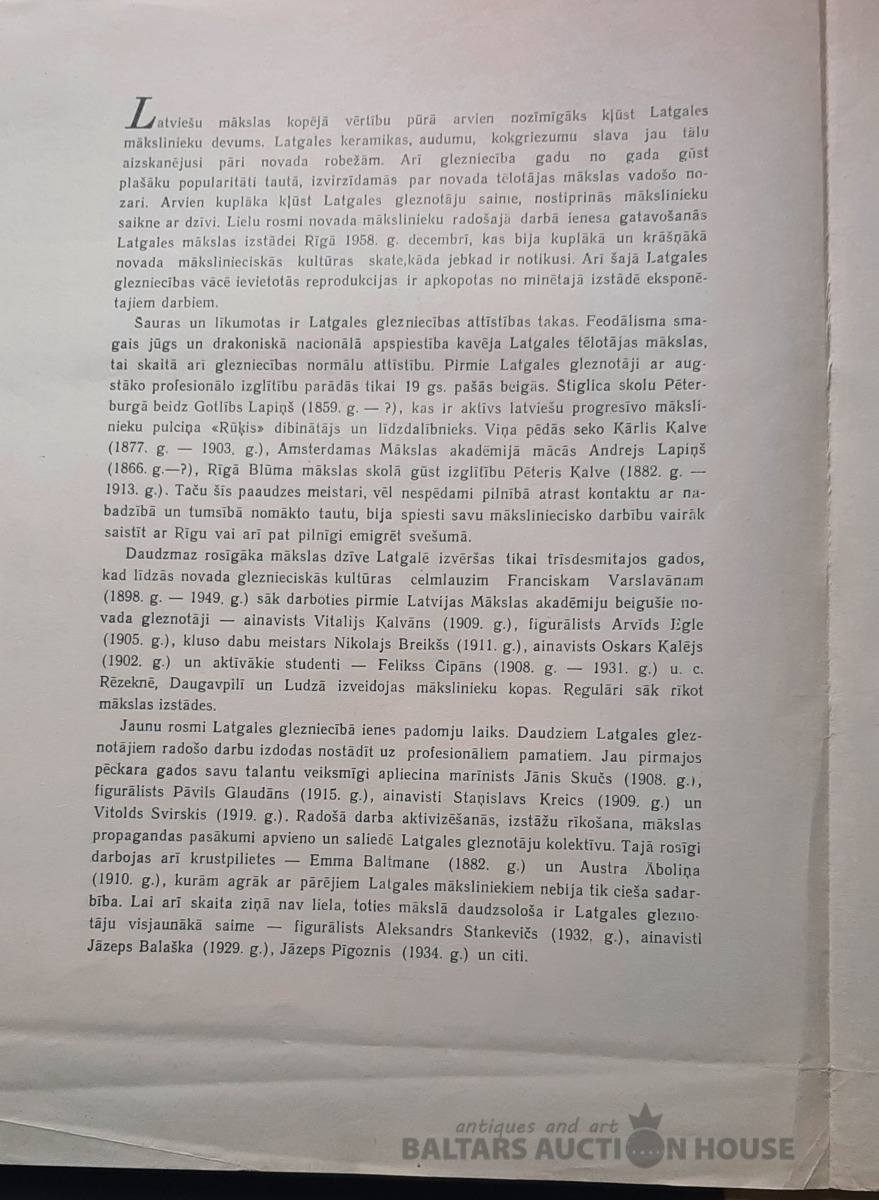 Latviešu mākslas kopējā vērtību pūrā arvien nozīmīgāks kļūst Latgales
mākslinieku devums. Latgales keramikas, audumu, kokgriezumu slava jau tālu
aizskanējusi pāri novada robežām. Arī glezniecība gadu no gada gūst
plašāku popularitāti tautā, izvirzīdamās par novada tēlotājas mākslas vadošo no-
zari. Arvien kuplāka kļūst Latgales gleznotāju saime, nostiprinās mākslinieku
saikne ar dzīvi. Lielu rosmi novada mākslinieku radošajā darbā ienesa gatavošanās
Latgales mākslas izstādei Rīgā 1958. g. decembrī, kas bija kuplākā un krāšņākā
novada mākslinieciskās kultūras skate,kāda jebkad ir notikusi. Arī šajā Latgales
glezniecības vācē ievietotās reprodukcijas ir apkopotas no minētajā izstādē eksponē-
tajiem darbiem.
Sauras un līkumotas ir Latgales glezniecības attīstības takas. Feodālisma sma-
gais jūgs un drakoniskā nacionālā apspiestība kavēja Latgales tēlotājas mākslas,
tai skaitā arī glezniecības normālu attīstību. Pirmie Latgales gleznotāji ar aug-
stāko profesionālo izglītību parādās tikai 19 gs. pašās beigās. Štiglica skolu Pēter-
burgā beidz Gotlībs Lapiņš (1859. g. — ?), kas ir aktīvs latviešu progresīvo māksli-
nieku pulciņa «Rūķis» dibinātājs un līdzdalībnieks. Viņa pēdās seko Kārlis Kalve
(1877. g. — 1903. g.), Amsterdamas Mākslas akadēmijā mācās Andrejs Lapiņš
(1866. g.—?), Rīgā Blūma mākslas skolā gūst izglītību Pēteris Kalve (1882. g. —
1913. g.). Taču šīs paaudzes meistari, vēl nespēdami pilnībā atrast kontaktu ar na-
badzībā un tumsībā nomākto tautu, bija spiesti savu māksliniecisko darbību vairāk
saistīt ar Rīgu vai arī pat pilnīgi emigrēt svešumā.
Daudzmaz rosīgāka mākslas dzīve Latgalē izvēršas tikai trīsdesmitajos gados,
kad līdzās novada glezniecīskās kultūras celmlauzim Franciskam Varslavānam
(1898. g. — 1949. g.) sāk darboties pirmie Latvijas Mākslas akadēmiju beigušie no-
vada gleznotāji — ainavists Vitalijs Kalvāns (1909. g.), figurālists Arvīds Egle
(1905. g.), kluso dabu meistars Nikolajs Breikšs (1911. g.), ainavists Oskars Kalējs
(1902. g.) un aktīvākie studenti — Felikss Cipāns (1908. g. — 1931. g.) u. c.
Rēzeknē, Daugavpilī un Ludzā izveidojas mākslinieku kopas. Regulāri sāk rīkot
mākslas izstādes.
Jaunu rosmi Latgales glezniecībā ienes padomju laiks. Daudziem Latgales glez-
notājiem radošo darbu izdodas nostādīt uz profesionāliem pamatiem. Jau pirmajos
pēckara gados savu talantu veiksmīgi apliecina marīnists Jānis Skučs (1908. g.),
figurālists Pāvils Glaudāns (1915. g.), ainavisti Staņislavs Kreics (1909. g.) un
Vitolds Svirskis (1919. g.). Radošā darba aktivizēšanās, izstāžu rīkošana, mākslas
propagandas pasākumi apvieno un saliedē Latgales gleznotāju kolektīvu. Tajā rosīgi
darbojas arī krustpilietes — Emma Baltmane (1882. g.) un Austra Āboliņa
(1910. g.), kurām agrāk ar pārējiem Latgales māksliniekiem nebija tik cieša sadar-
bība. Lai arī skaita ziņā nav liela, toties mākslā daudzsološa ir Latgales glezno-
tāju visjaunākā saime — figurālists Aleksandrs Stankevičs (1932. g.), ainavisti
Jāzeps Balaška (1929. g.), Jāzeps Pīgoznis (1934. g.) un citi.
antiques and art
BALTARS AUCTION HOUSE